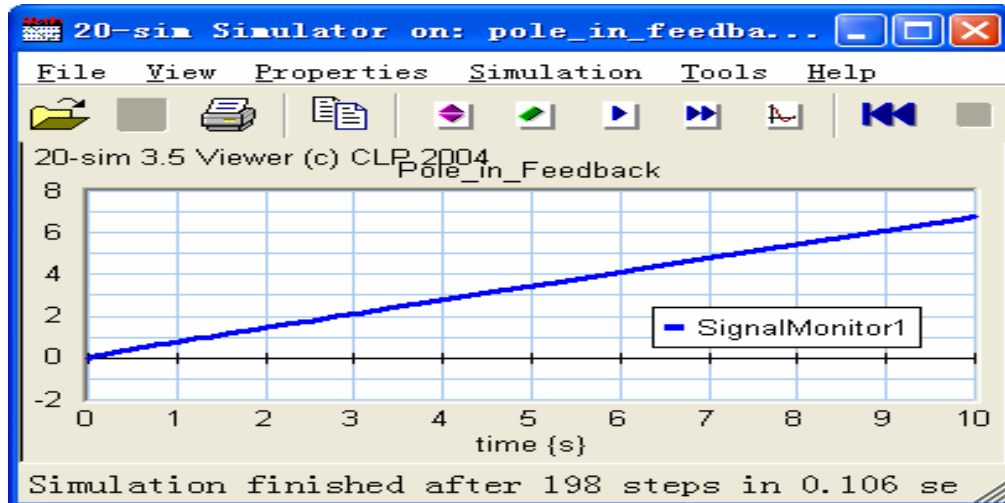 20-sim Simulator on: pole_in_feedba...
File View Properties Simulation Tools Help
20-sim 3.5 Viewer (c) CLP 2004
Pole_in_Feedback
8
6
4
2
0
-2
SignalMonitor1
0 1 2 3 4 5 6 7 8 9 10
time {s}
Simulation finished after 198 steps in 0.106 se